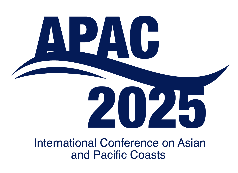 APAC
2025
International Conference on Asian
and Pacific Coasts